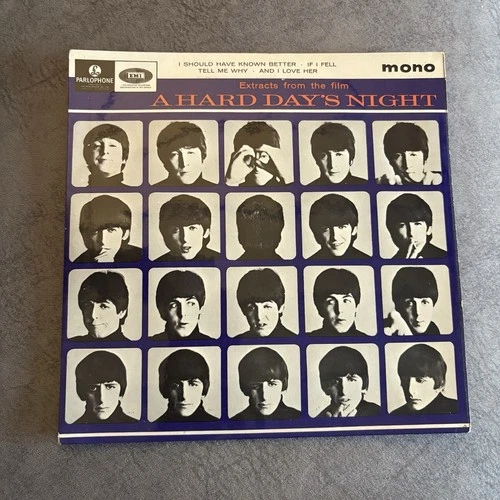 I SHOULD HAVE KNOWN BETTER · IF I FELL
TELL ME WHY · AND I LOVE HER
mono
PARLOPHONE
EMI
Extracts from the film
A HARD DAY'S NIGHT